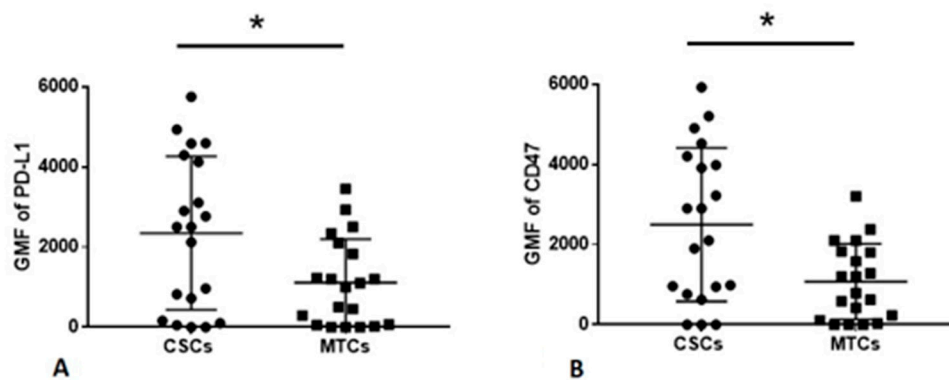 *
GMF of PD-L1
6000
4000
2000
0
CSCs
MTCs
A
*
GMF of CD47
6000
4000
2000
0
CSCs
MTCs
B